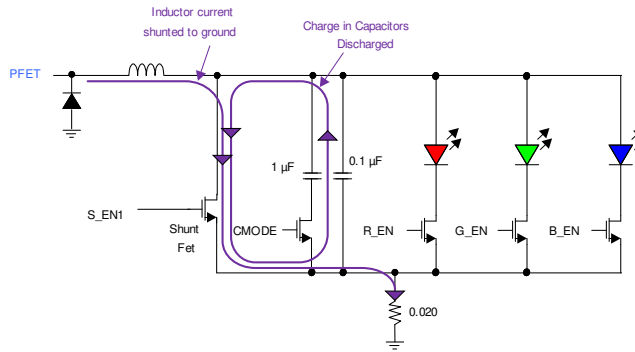 Inductor current
shunted to ground
Charge in Capacitors
Discharged
PFET
1 µF
0.1 µF
S_EN1
Shunt
Fet
CMODE
R_EN
G_EN
B_EN
0.020